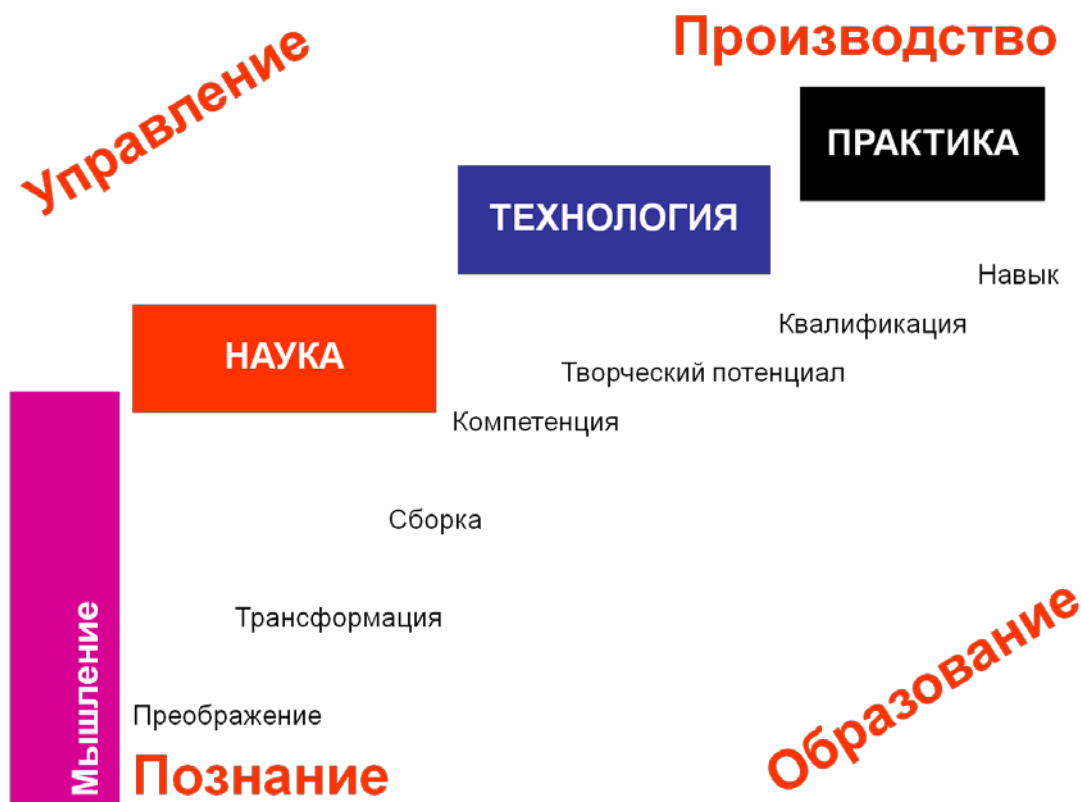 Управление
Производство
ПРАКТИКА
ТЕХНОЛОГИЯ
Навык
НАУКА
Квалификация
Творческий потенциал
Компетенция
Сборка
Мышление
Трансформация
Образование
Преображение
Познание